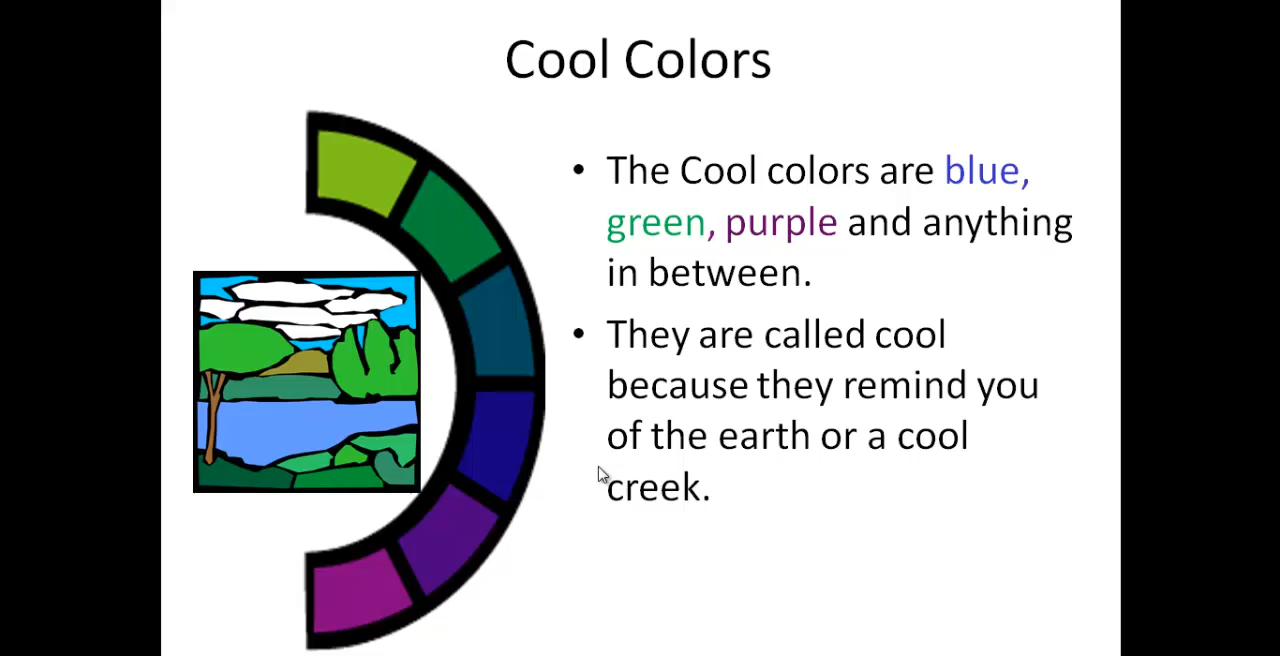 Cool Colors
• The Cool colors are blue,
green, purple and anything
in between.
• They are called cool
because they remind you
of the earth or a cool
creek.